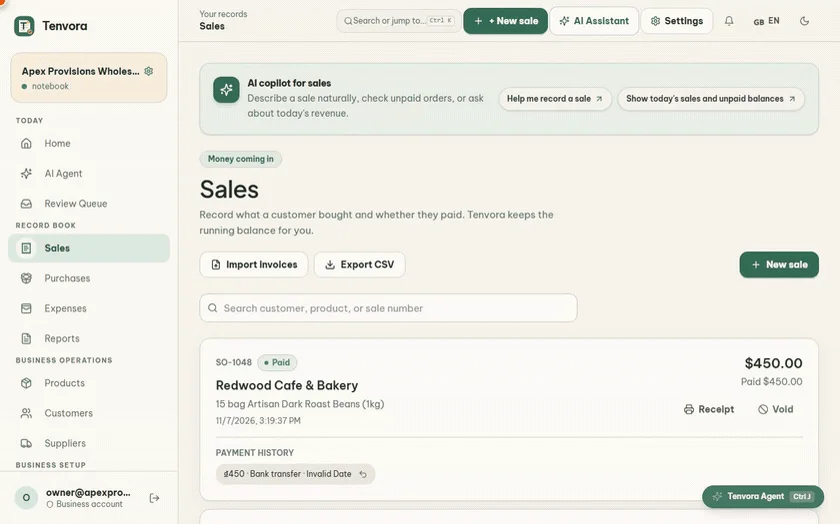 Tenvora
Apex Provisions Wholes...
notebook
TODAY
Home
AI Agent
Review Queue
RECORD BOOK
Sales
Purchases
Expenses
Reports
BUSINESS OPERATIONS
Products
Customers
Suppliers
BUSINESS SETUP
O
owner@apexpro...
Business account
Your records
Sales
Search or jump to... Ctrl K
+ + New sale
AI Assistant
Settings
GB EN
AI copilot for sales
Describe a sale naturally, check unpaid orders, or ask
about today's revenue.
Help me record a sale
Show today's sales and unpaid balances
Money coming in
Sales
Record what a customer bought and whether they paid. Tenvora keeps the
running balance for you.
Import invoices
Export CSV
+ New sale
Search customer, product, or sale number
SO-1048
Paid
$450.00
Paid $450.00
Redwood Cafe & Bakery
15 bag Artisan Dark Roast Beans (1kg)
11/7/2026, 3:19:37 PM
Receipt
Void
PAYMENT HISTORY
$450 · Bank transfer · Invalid Date
Tenvora Agent Ctrl J